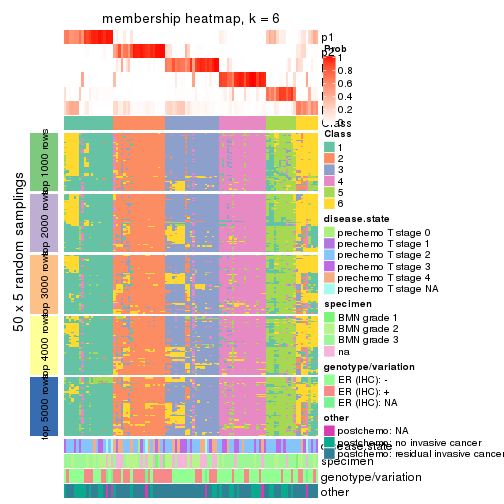 membership heatmap, k = 6
p1
Prob
1
0.8
0.6
0.4
0.2
0
Class
Class
1
2
3
4
5
6
50 x 5 random samplings
top 1000 rows
top 2000 rows
top 3000 rows
top 4000 rows
top 5000 rows
disease.state
prechemo T stage 0
prechemo T stage 1
prechemo T stage 2
prechemo T stage 3
prechemo T stage 4
prechemo T stage NA
specimen
BMN grade 1
BMN grade 2
BMN grade 3
na
genotype/variation
ER (IHC): -
ER (IHC): +
ER (IHC): NA
other
postchemo: NA
postchemo: no invasive cancer
postchemo: residual invasive cancer
disease.state
specimen
genotype/variation
other